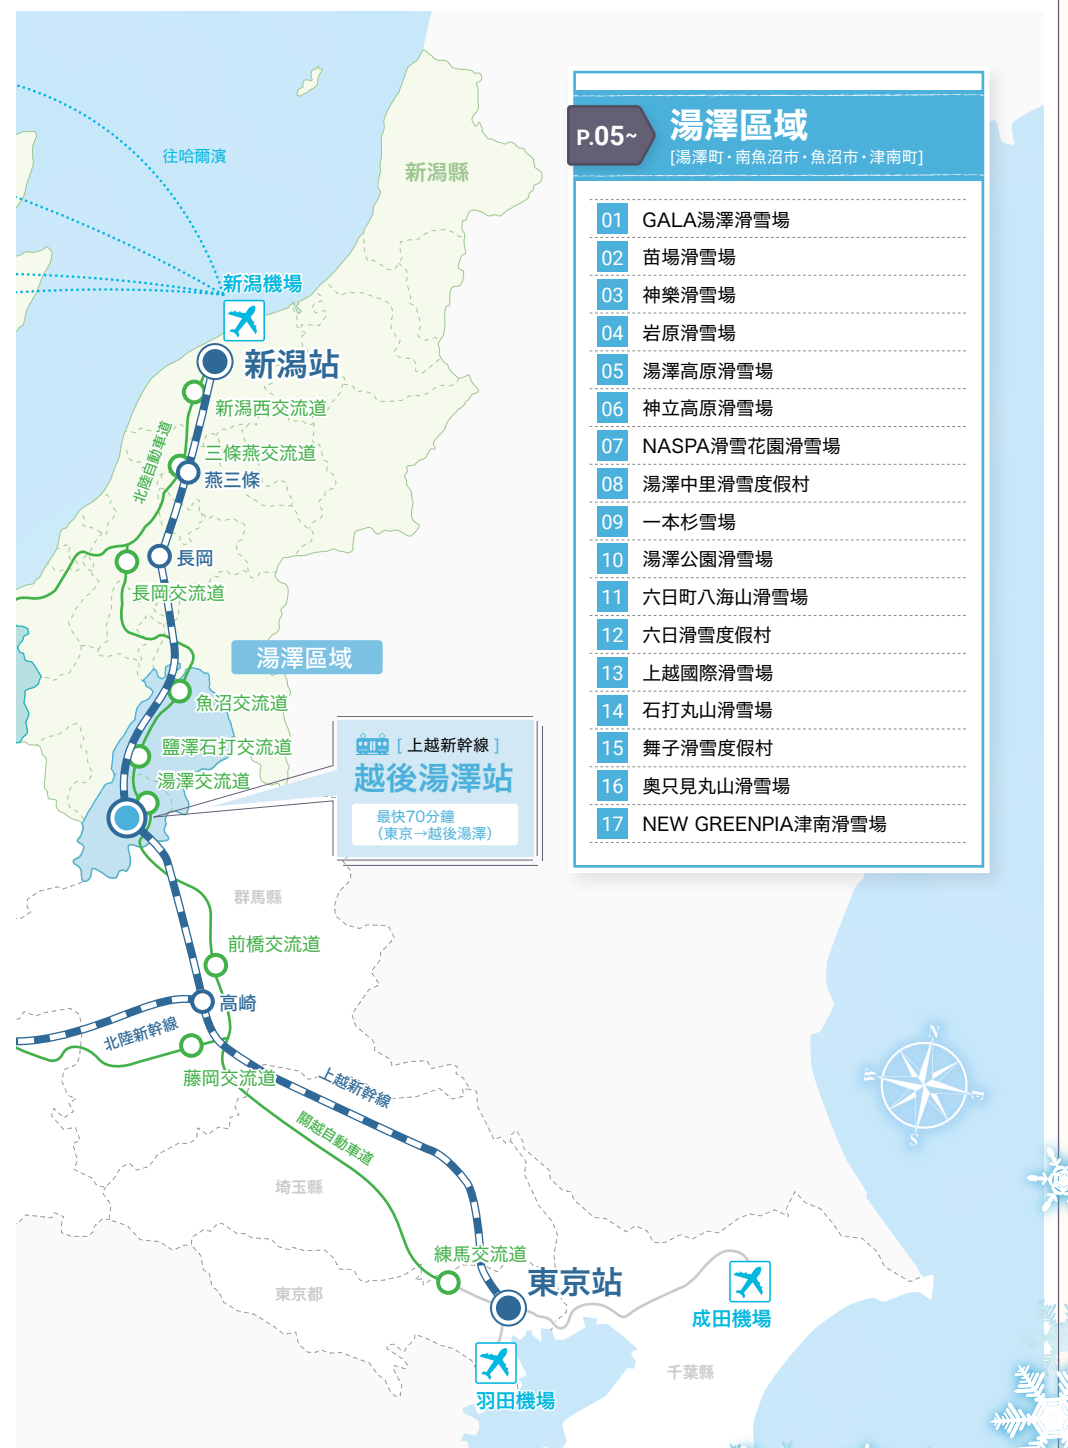 往哈爾濱
新潟縣
新潟機場
新潟站
新潟西交流道
北陸自動車道
三條燕交流道
燕三條
長岡
長岡交流道
湯澤區域
魚沼交流道
鹽澤石打交流道
湯澤交流道
[ 上越新幹線 ]
越後湯澤站
最快70分鐘
（東京→越後湯澤）
群馬縣
前橋交流道
高崎
北陸新幹線
藤岡交流道
上越新幹線
關越自動車道
埼玉縣
練馬交流道
東京站
東京都
成田機場
千葉縣
羽田機場
P.05~
湯澤區域
[湯澤町・南魚沼市・魚沼市・津南町]
01 GALA湯澤滑雪場
02 苗場滑雪場
03 神樂滑雪場
04 岩原滑雪場
05 湯澤高原滑雪場
06 神立高原滑雪場
07 NASPA滑雪花園滑雪場
08 湯澤中里滑雪度假村
09 一本杉雪場
10 湯澤公園滑雪場
11 六日町八海山滑雪場
12 六日滑雪度假村
13 上越國際滑雪場
14 石打丸山滑雪場
15 舞子滑雪度假村
16 奧只見丸山滑雪場
17 NEW GREENPIA津南滑雪場
N
W
E
S